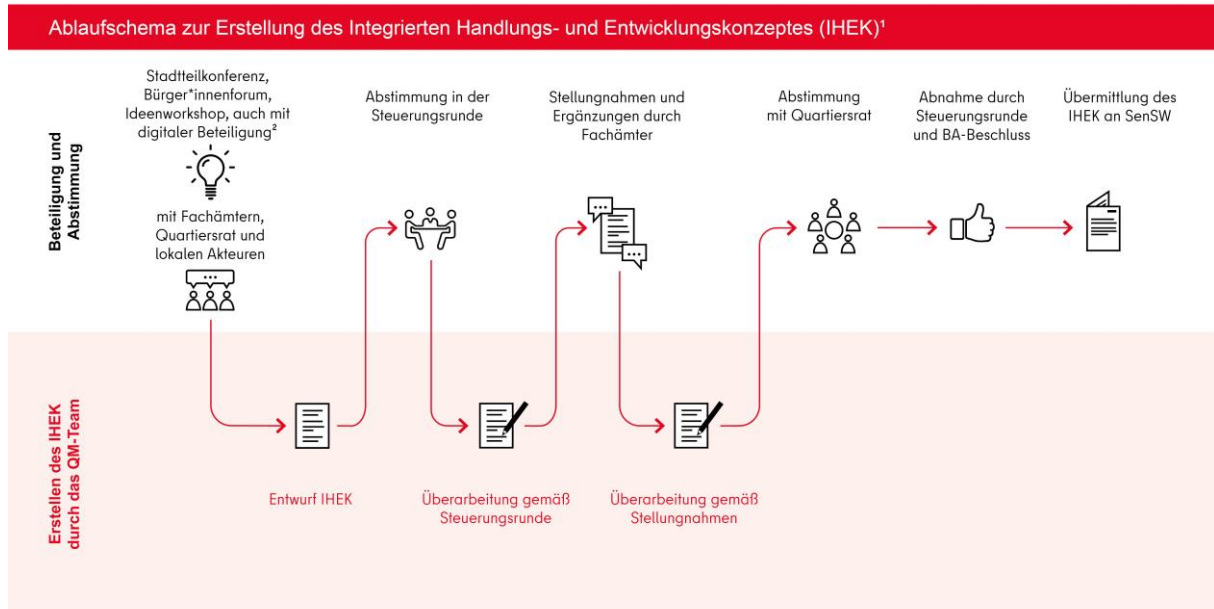 Ablaufschema zur Erstellung des Integrierten Handlungs- und Entwicklungskonzeptes (IHEK)¹
Beteiligung und
Abstimmung
Stadtteilkonferenz,
Bürger*innenforum,
Ideenworkshop, auch mit
digitaler Beteiligung²
mit Fachämtern,
Quartiersrat und
lokalen Akteuren
Abstimmung in der
Steuerungsrunde
Stellungnahmen und
Ergänzungen durch
Fachämter
Abstimmung
mit Quartiersrat
Abnahme durch
Steuerungsrunde
und BA-Beschluss
Übermittlung des
IHEK an SenSW
Erstellen des IHEK
durch das QM-Team
Entwurf IHEK
Überarbeitung gemäß
Steuerungsrunde
Überarbeitung gemäß
Stellungnahmen